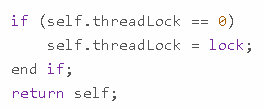 if (self.threadLock == 0)
    self.threadLock = lock;
end if;
return self;